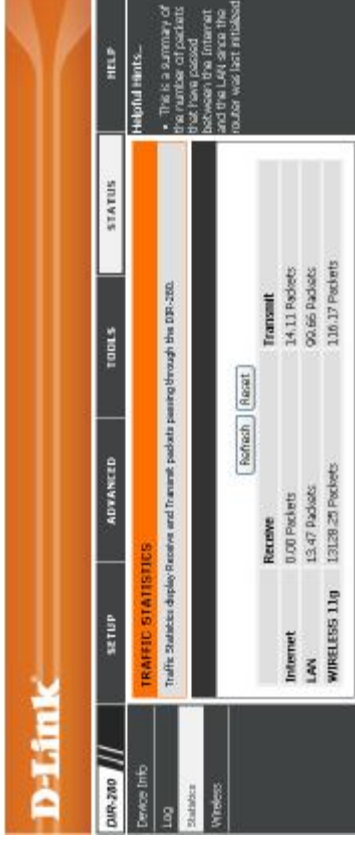 D-Link
DIR-280
SETUP
ADVANCED
TOOLS
STATUS
HELP
Device Info
Log
Statistics
Wireless
TRAFFIC STATISTICS
Traffic Statistics display Receive and Transmit packets passing through the DIR-280.
Refresh Reset
Receive Transmit
Internet 0.00 Packets 14.11 Packets
LAN 13.47 Packets 99.66 Packets
WIRELESS 11g 13128.25 Packets 116.17 Packets
Helpful Hints...
• This is a summary of
the number of packets
that have passed
between the Internet
and the LAN since the
router was last initialized